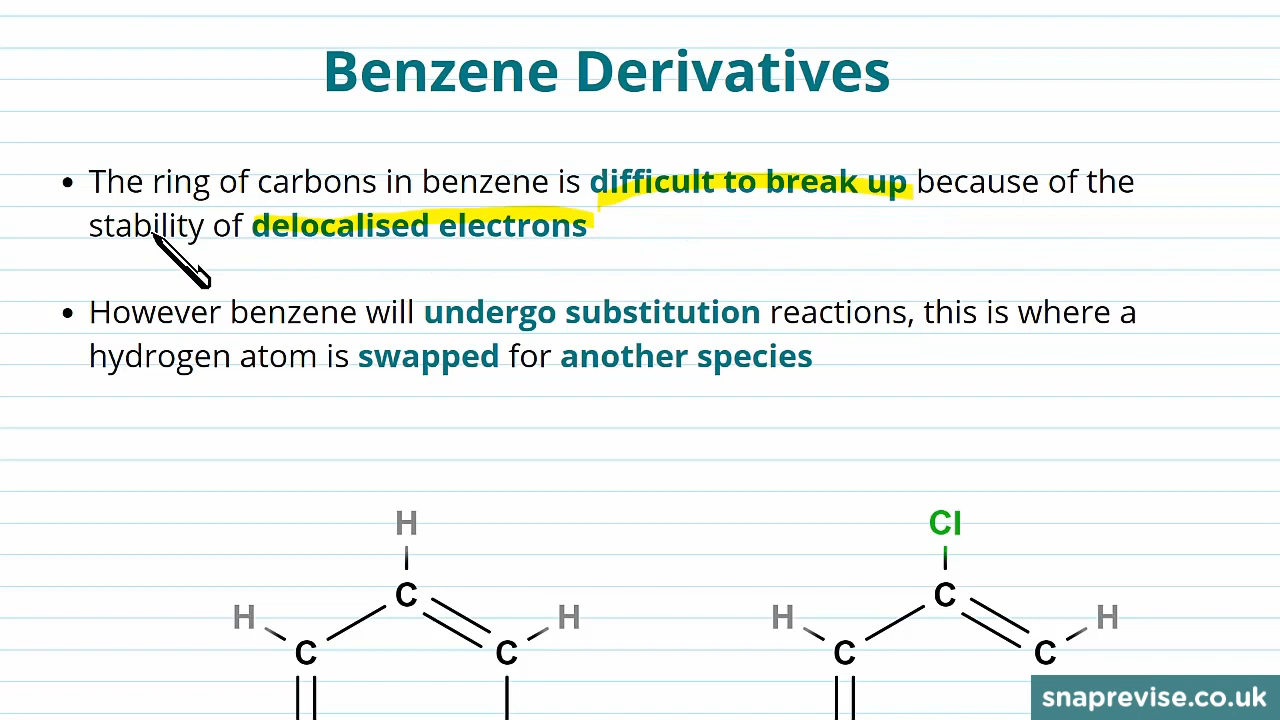 Benzene Derivatives
• The ring of carbons in benzene is difficult to break up because of the
stability of delocalised electrons
• However benzene will undergo substitution reactions, this is where a
hydrogen atom is swapped for another species
H Cl
C C
H H H H
C C C C
snaprevise.co.uk